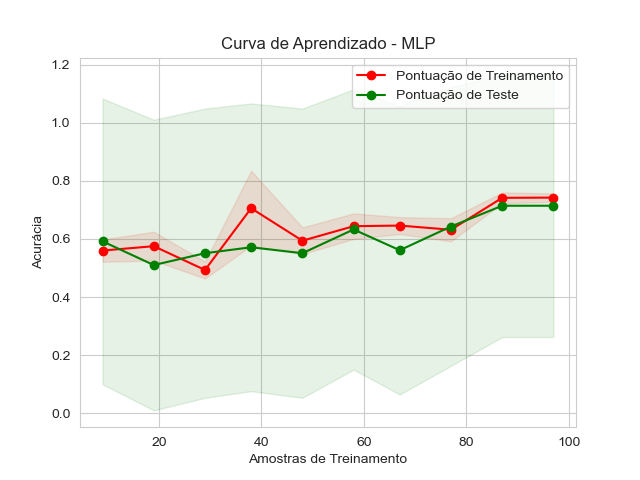 Curva de Aprendizado - MLP
Pontuação de Treinamento
Pontuação de Teste
Acurácia
1.2
1.0
0.8
0.6
0.4
0.2
0.0
20 40 60 80 100
Amostras de Treinamento